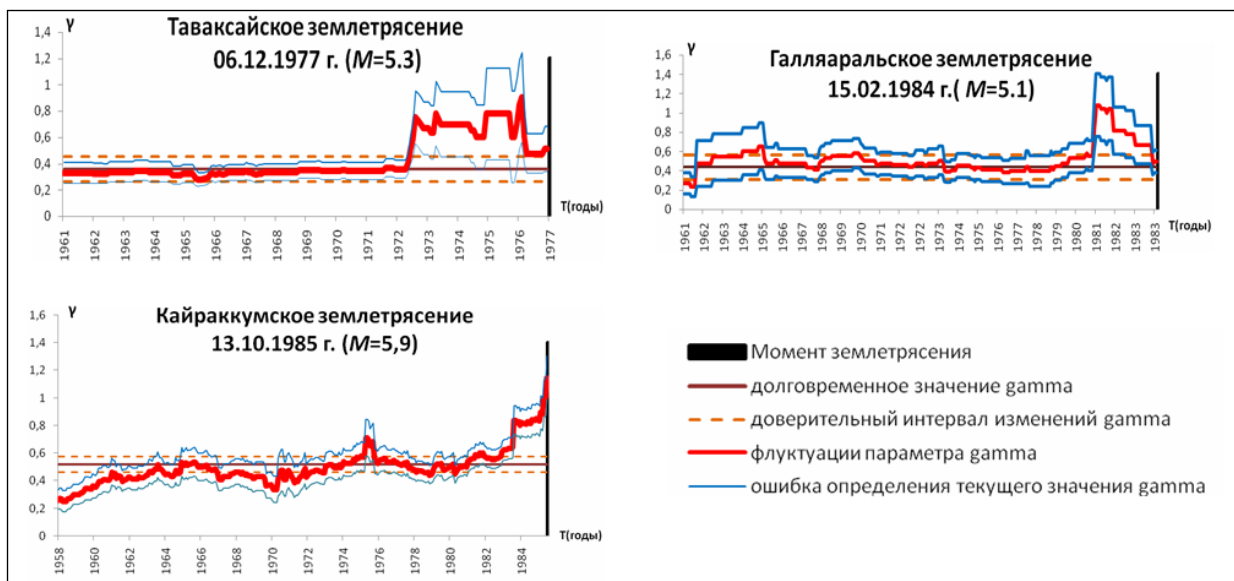 γ
Таваксайское землетрясение
06.12.1977 г. (M=5.3)
1,4
1,2
1
0,8
0,6
0,4
0,2
0
1961 1962 1963 1964 1965 1966 1967 1968 1969 1970 1971 1972 1973 1974 1975 1976 1977
T(годы)
γ
Галляаральское землетрясение
15.02.1984 г.( M=5.1)
1,6
1,4
1,2
1
0,8
0,6
0,4
0,2
0
1961 1962 1963 1964 1965 1967 1968 1969 1970 1971 1972 1973 1973 1974 1975 1976 1977 1978 1979 1980 1981 1982 1983 1983
T(годы)
γ
Кайраккумское землетрясение
13.10.1985 г. (M=5,9)
1,6
1,4
1,2
1
0,8
0,6
0,4
0,2
0
1958 1960 1962 1964 1966 1968 1970 1972 1974 1976 1978 1980 1982 1984
T(годы)
Момент землетрясения
долговременное значение gamma
доверительный интервал изменений gamma
флуктуации параметра gamma
ошибка определения текущего значения gamma